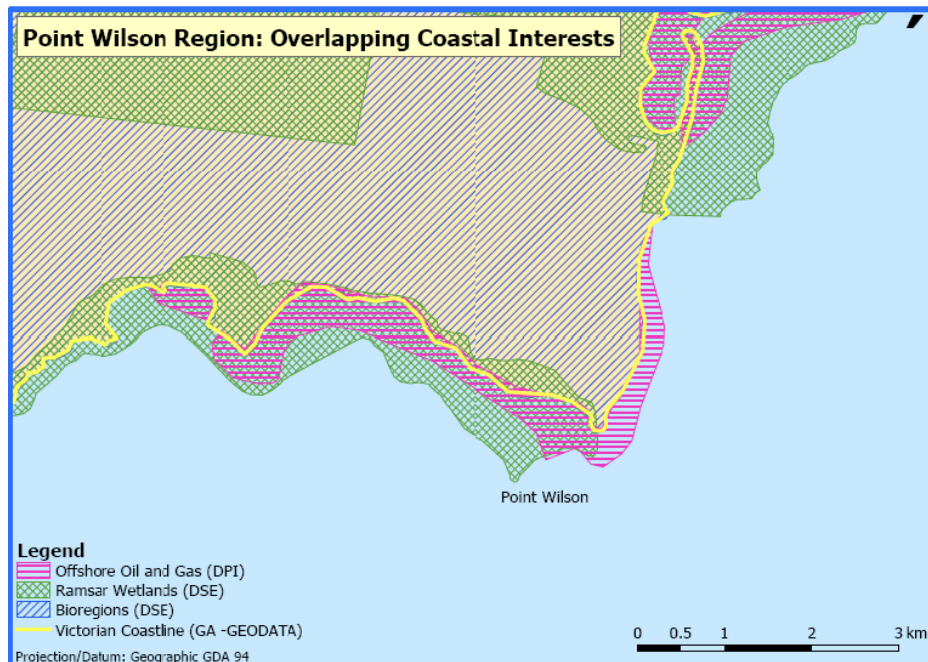 Point Wilson Region: Overlapping Coastal Interests
Point Wilson
Legend
Offshore Oil and Gas (DPI)
Ramsar Wetlands (DSE)
Bioregions (DSE)
Victorian Coastline (GA -GEODATA)
Projection/Datum: Geographic GDA 94
0 0.5 1 2 3 km